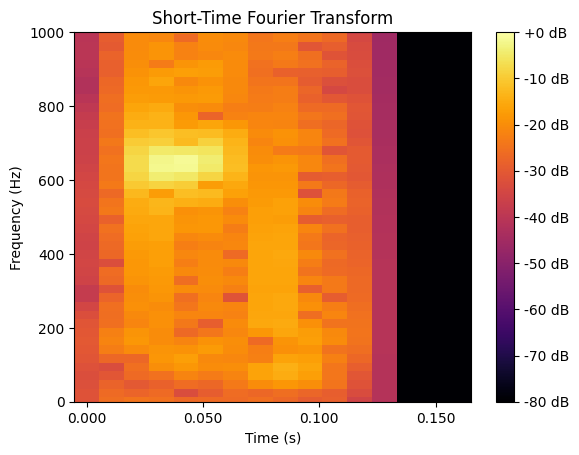 Short-Time Fourier Transform
Frequency (Hz)
1000
800
600
400
200
0
0.000 0.050 0.100 0.150
Time (s)
+0 dB
-10 dB
-20 dB
-30 dB
-40 dB
-50 dB
-60 dB
-70 dB
-80 dB